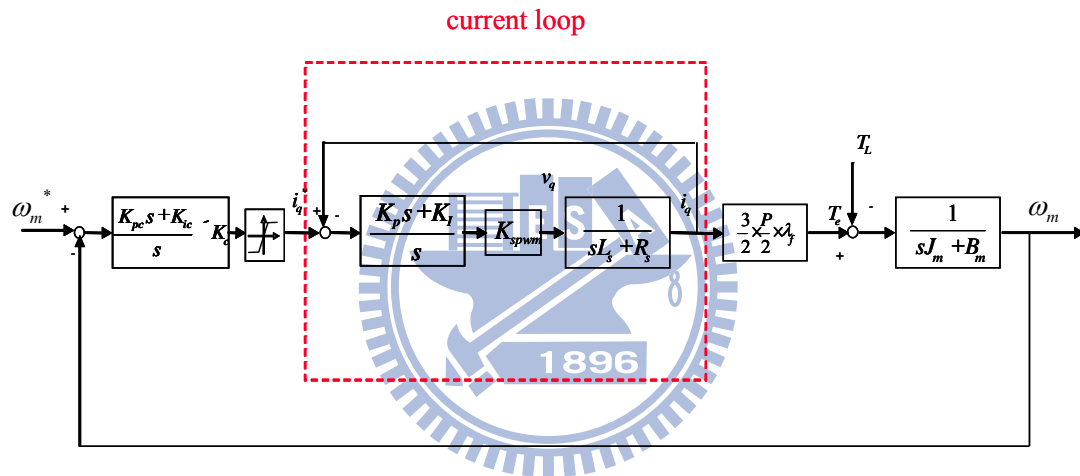 current loop
ω_m^*
+
-
K_pc s + K_ic
s
- K_c
i_q^*
+
-
K_p s + K_I
s
K_spwm
v_q
1
sL_s + R_s
i_q
3/2 × P/2 × λ_f
T_L
-
T_e
+
1
sJ_m + B_m
ω_m
1896